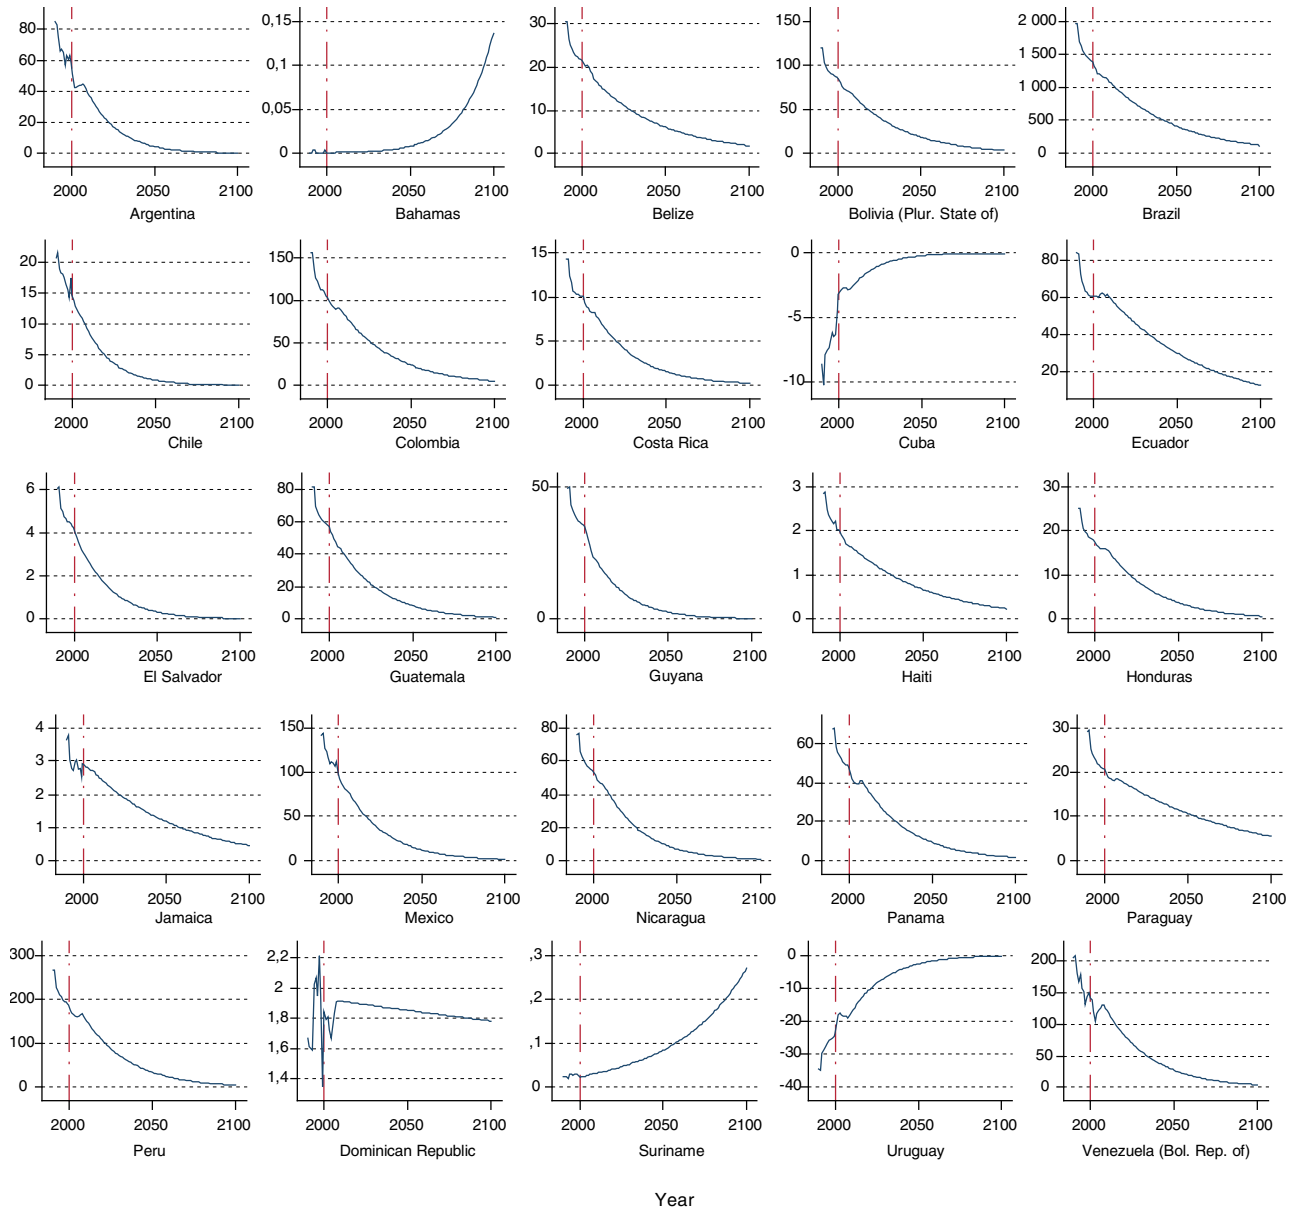 80
60
40
20
0
2000 2050 2100
Argentina
0,15
0,1
0,05
0
2000 2050 2100
Bahamas
30
20
10
0
2000 2050 2100
Belize
150
100
50
0
2000 2050 2100
Bolivia (Plur. State of)
2 000
1 500
1 000
500
0
2000 2050 2100
Brazil
20
15
10
5
0
2000 2050 2100
Chile
150
100
50
0
2000 2050 2100
Colombia
15
10
5
0
2000 2050 2100
Costa Rica
0
-5
-10
2000 2050 2100
Cuba
80
60
40
20
2000 2050 2100
Ecuador
6
4
2
0
2000 2050 2100
El Salvador
80
60
40
20
0
2000 2050 2100
Guatemala
50
0
2000 2050 2100
Guyana
3
2
1
0
2000 2050 2100
Haiti
30
20
10
0
2000 2050 2100
Honduras
4
3
2
1
0
2000 2050 2100
Jamaica
150
100
50
0
2000 2050 2100
Mexico
80
60
40
20
0
2000 2050 2100
Nicaragua
60
40
20
0
2000 2050 2100
Panama
30
20
10
0
2000 2050 2100
Paraguay
300
200
100
0
2000 2050 2100
Peru
2,2
2
1,8
1,6
1,4
2000 2050 2100
Dominican Republic
,3
,2
,1
0
2000 2050 2100
Suriname
0
-10
-20
-30
-40
2000 2050 2100
Uruguay
200
150
100
50
0
2000 2050 2100
Venezuela (Bol. Rep. of)
Year